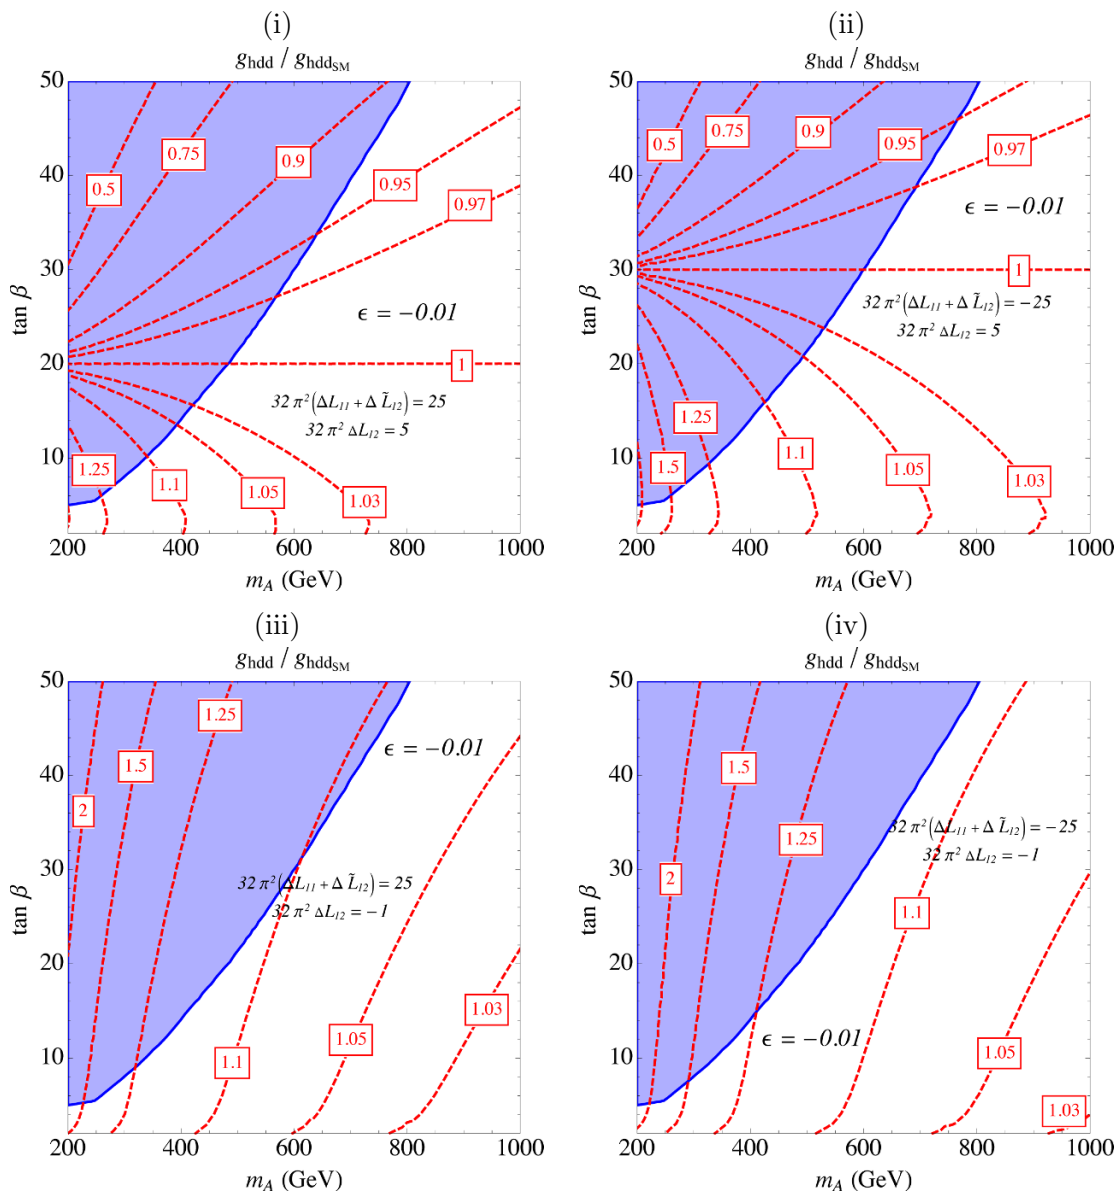 (i)
g_hdd / g_hdd_SM
tan β
50
40
30
20
10
0.5
0.75
0.9
0.95
0.97
ϵ = −0.01
1
32 π² (ΔL_11 + Δ L̃_12) = 25
32 π² ΔL_12 = 5
1.25
1.1
1.05
1.03
200 400 600 800 1000
m_A (GeV)
(ii)
g_hdd / g_hdd_SM
tan β
50
40
30
20
10
0.5
0.75
0.9
0.95
0.97
ϵ = −0.01
1
32 π² (ΔL_11 + Δ L̃_12) = −25
32 π² ΔL_12 = 5
1.25
1.5
1.1
1.05
1.03
200 400 600 800 1000
m_A (GeV)
(iii)
g_hdd / g_hdd_SM
tan β
50
40
30
20
10
2
1.5
1.25
ϵ = −0.01
32 π² (ΔL_11 + Δ L̃_12) = 25
32 π² ΔL_12 = −1
1.1
1.05
1.03
200 400 600 800 1000
m_A (GeV)
(iv)
g_hdd / g_hdd_SM
tan β
50
40
30
20
10
2
1.5
1.25
32 π² (ΔL_11 + Δ L̃_12) = −25
32 π² ΔL_12 = −1
1.1
ϵ = −0.01
1.05
1.03
200 400 600 800 1000
m_A (GeV)